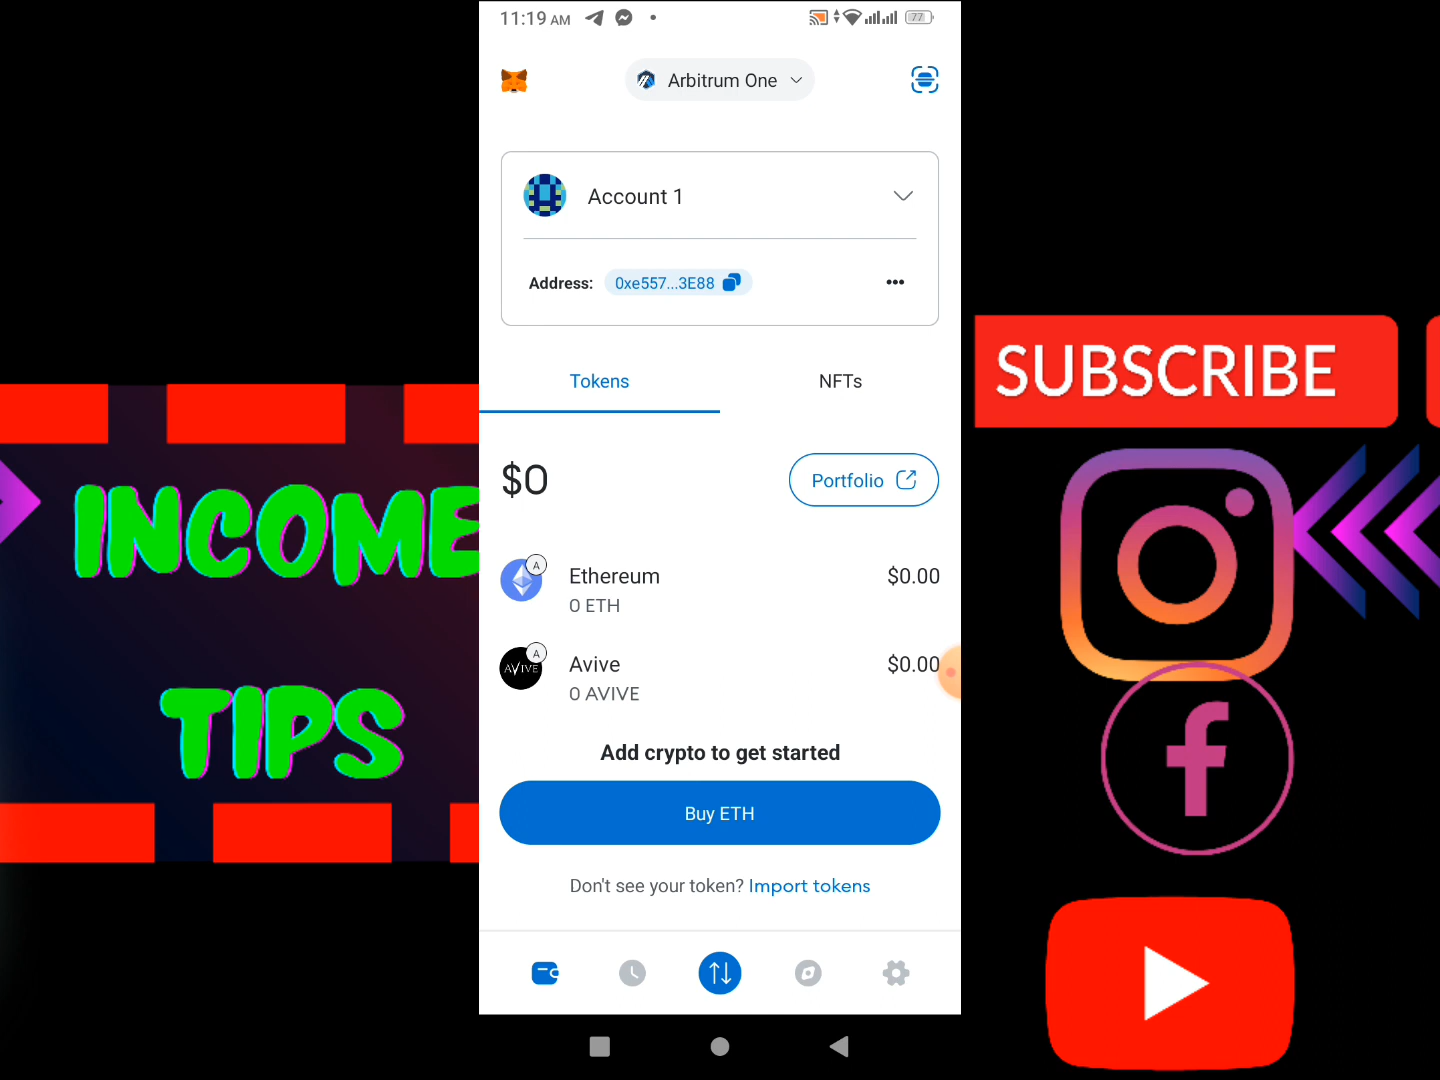 11:19 AM
77
Arbitrum One
Account 1
Address: 0xe557...3E88
Tokens
NFTs
$0
Portfolio
A
Ethereum
$0.00
0 ETH
A
AVIVE
Avive
$0.00
0 AVIVE
Add crypto to get started
Buy ETH
Don't see your token? Import tokens
INCOME
TIPS
SUBSCRIBE
f